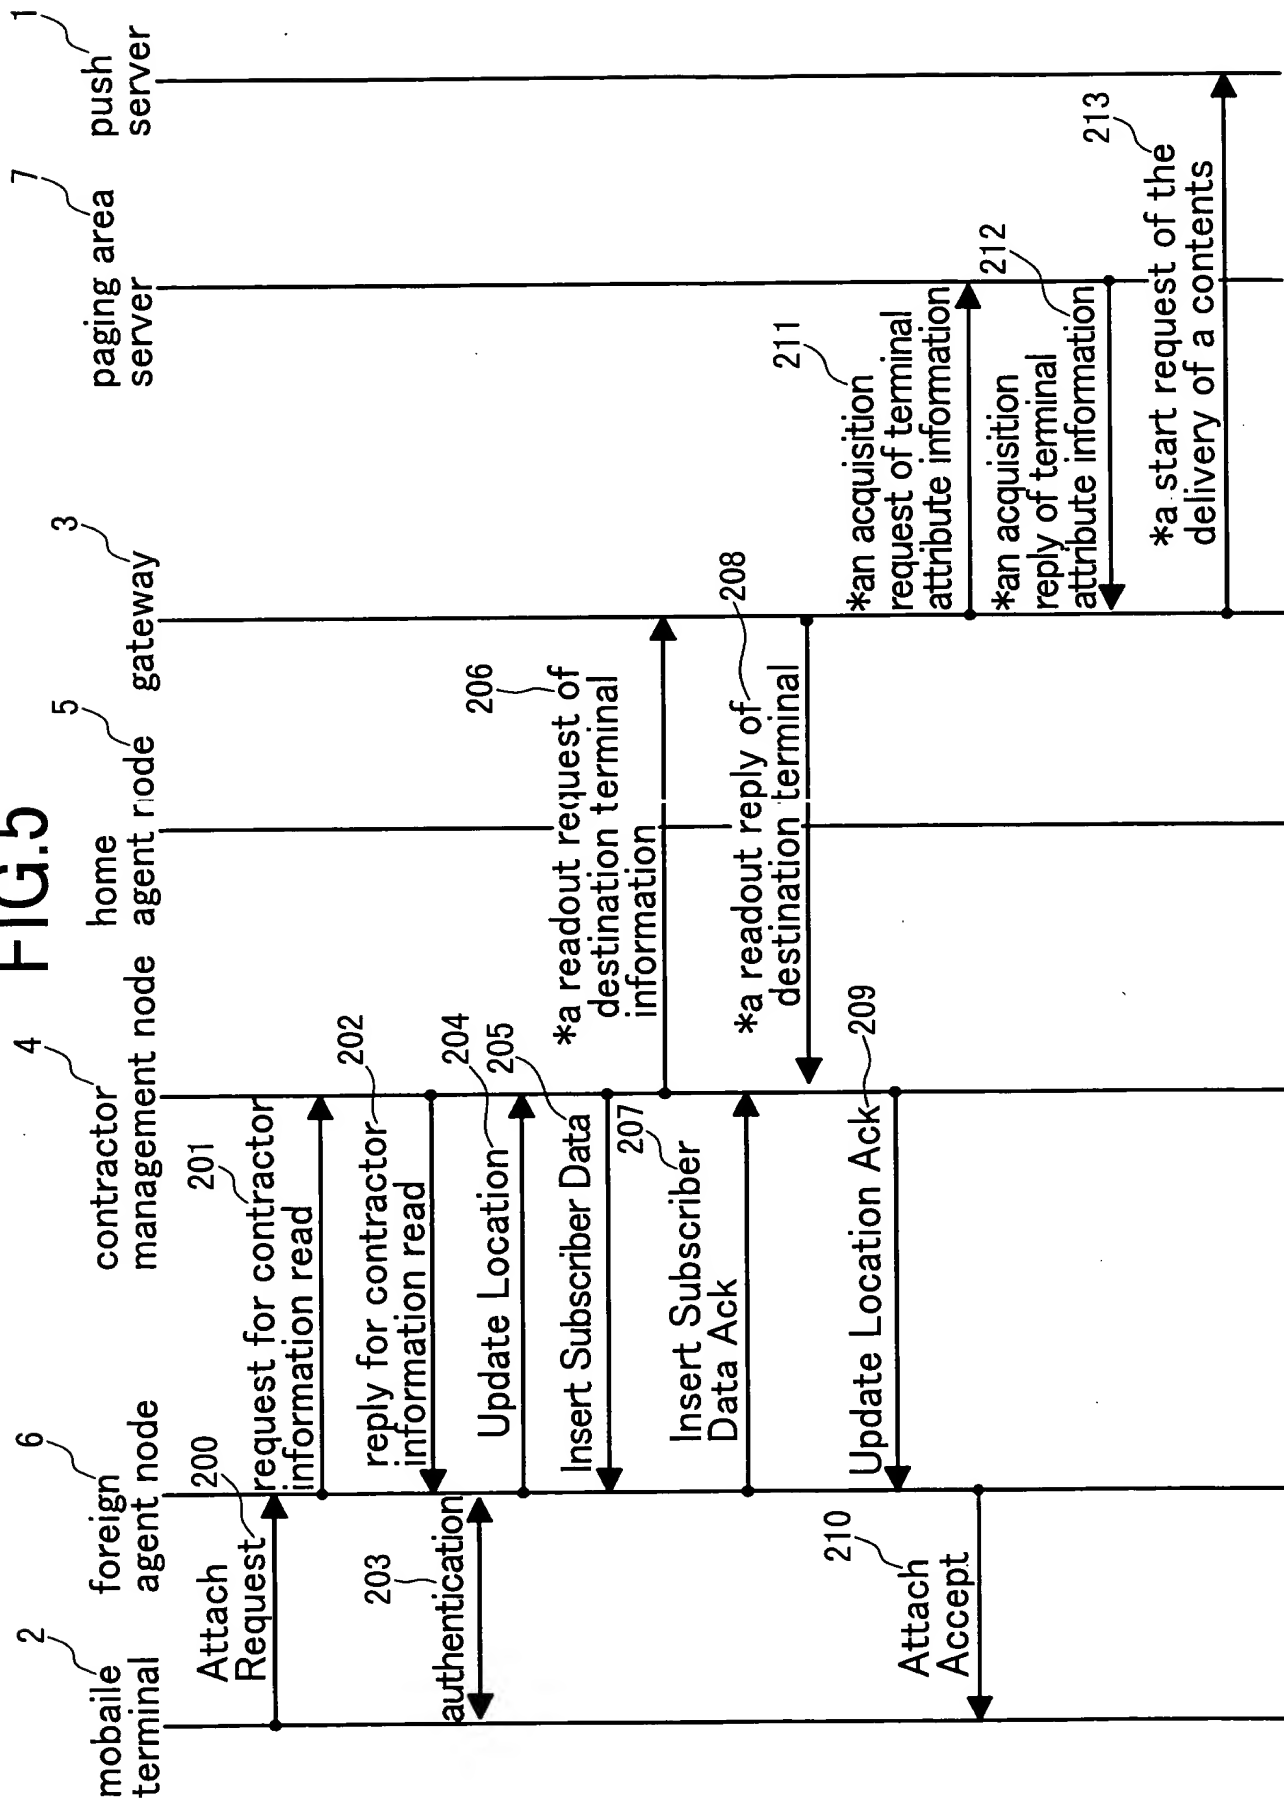 FIG.5
2
mobaile
terminal
6
foreign
agent node
4
contractor
management node
home
agent node
5
gateway
3
paging area
server
7
push
server
1
Attach
Request
200
request for contractor
information read
201
reply for contractor
information read
202
authentication
203
Update Location
204
Insert Subscriber Data
205
*a readout request of
destination terminal
information
206
Insert Subscriber
Data Ack
207
*a readout reply of
destination terminal
208
Update Location Ack
209
Attach
Accept
210
*an acquisition
request of terminal
attribute information
211
*an acquisition
reply of terminal
attribute information
212
*a start request of the
delivery of a contents
213